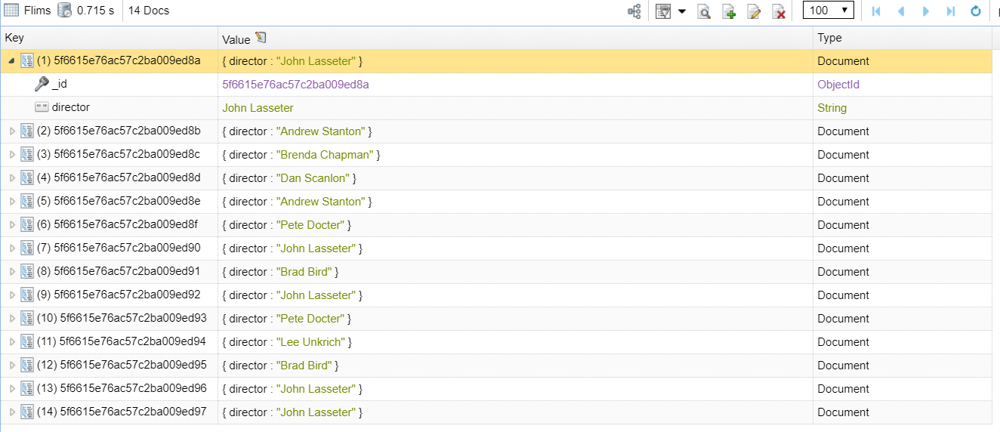 Flims 0.715 s 14 Docs 100
Key Value Type
(1) 5f6615e76ac57c2ba009ed8a { director : "John Lasseter" } Document
_id 5f6615e76ac57c2ba009ed8a ObjectId
" " director John Lasseter String
(2) 5f6615e76ac57c2ba009ed8b { director : "Andrew Stanton" } Document
(3) 5f6615e76ac57c2ba009ed8c { director : "Brenda Chapman" } Document
(4) 5f6615e76ac57c2ba009ed8d { director : "Dan Scanlon" } Document
(5) 5f6615e76ac57c2ba009ed8e { director : "Andrew Stanton" } Document
(6) 5f6615e76ac57c2ba009ed8f { director : "Pete Docter" } Document
(7) 5f6615e76ac57c2ba009ed90 { director : "John Lasseter" } Document
(8) 5f6615e76ac57c2ba009ed91 { director : "Brad Bird" } Document
(9) 5f6615e76ac57c2ba009ed92 { director : "John Lasseter" } Document
(10) 5f6615e76ac57c2ba009ed93 { director : "Pete Docter" } Document
(11) 5f6615e76ac57c2ba009ed94 { director : "Lee Unkrich" } Document
(12) 5f6615e76ac57c2ba009ed95 { director : "Brad Bird" } Document
(13) 5f6615e76ac57c2ba009ed96 { director : "John Lasseter" } Document
(14) 5f6615e76ac57c2ba009ed97 { director : "John Lasseter" } Document